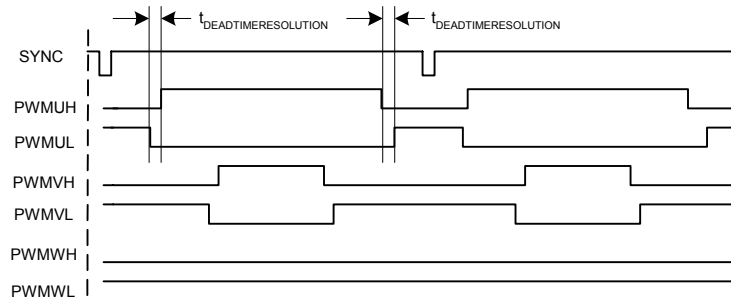 tDEADTIMERESOLUTION tDEADTIMERESOLUTION
SYNC
PWMUH
PWMUL
PWMVH
PWMVL
PWMWH
PWMWL